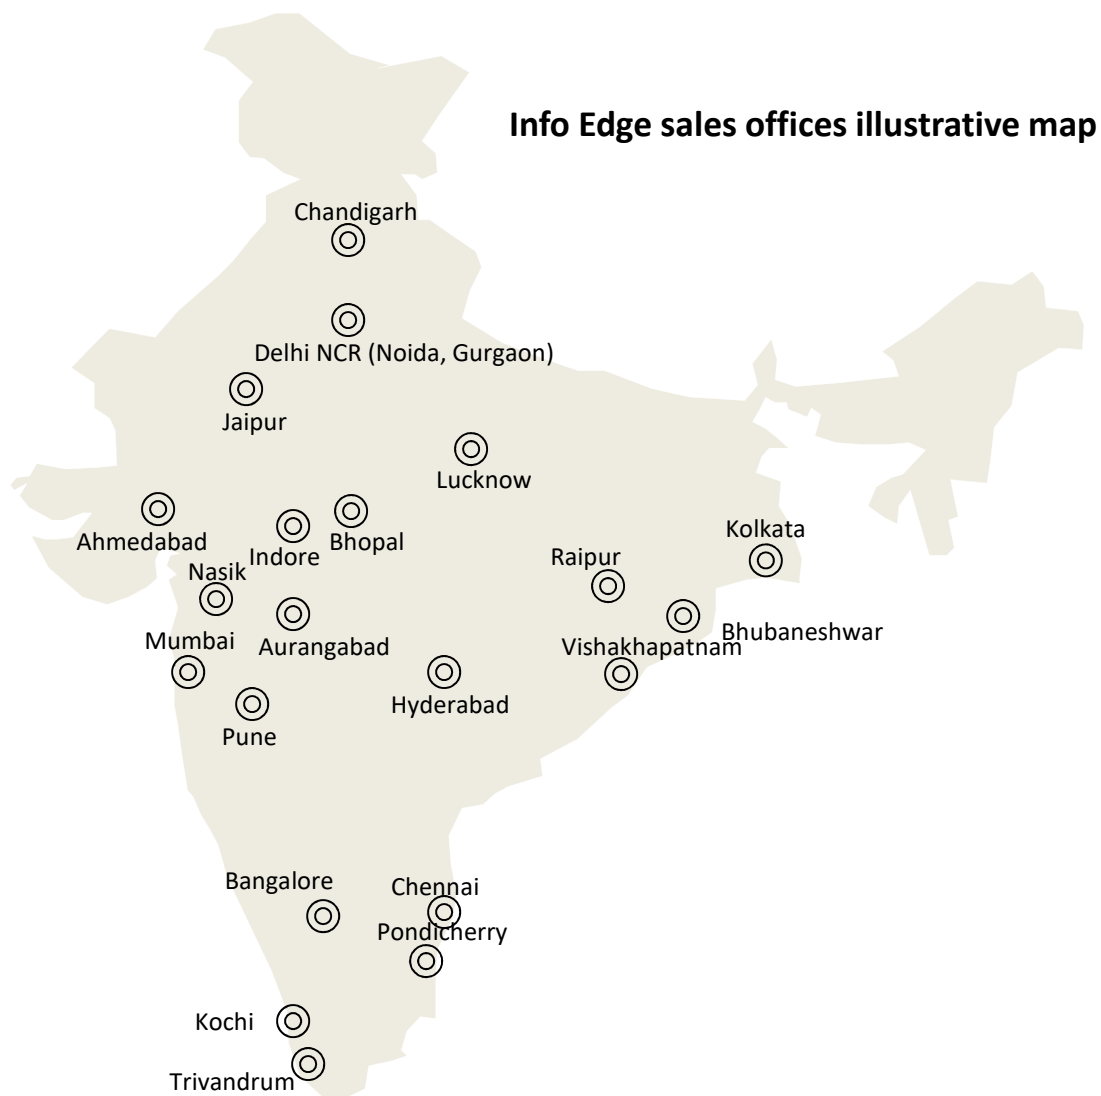 Info Edge sales offices illustrative map
Chandigarh
Delhi NCR (Noida, Gurgaon)
Jaipur
Lucknow
Kolkata
Ahmedabad
Indore
Bhopal
Raipur
Nasik
Bhubaneshwar
Mumbai
Aurangabad
Vishakhapatnam
Hyderabad
Pune
Bangalore
Chennai
Pondicherry
Kochi
Trivandrum